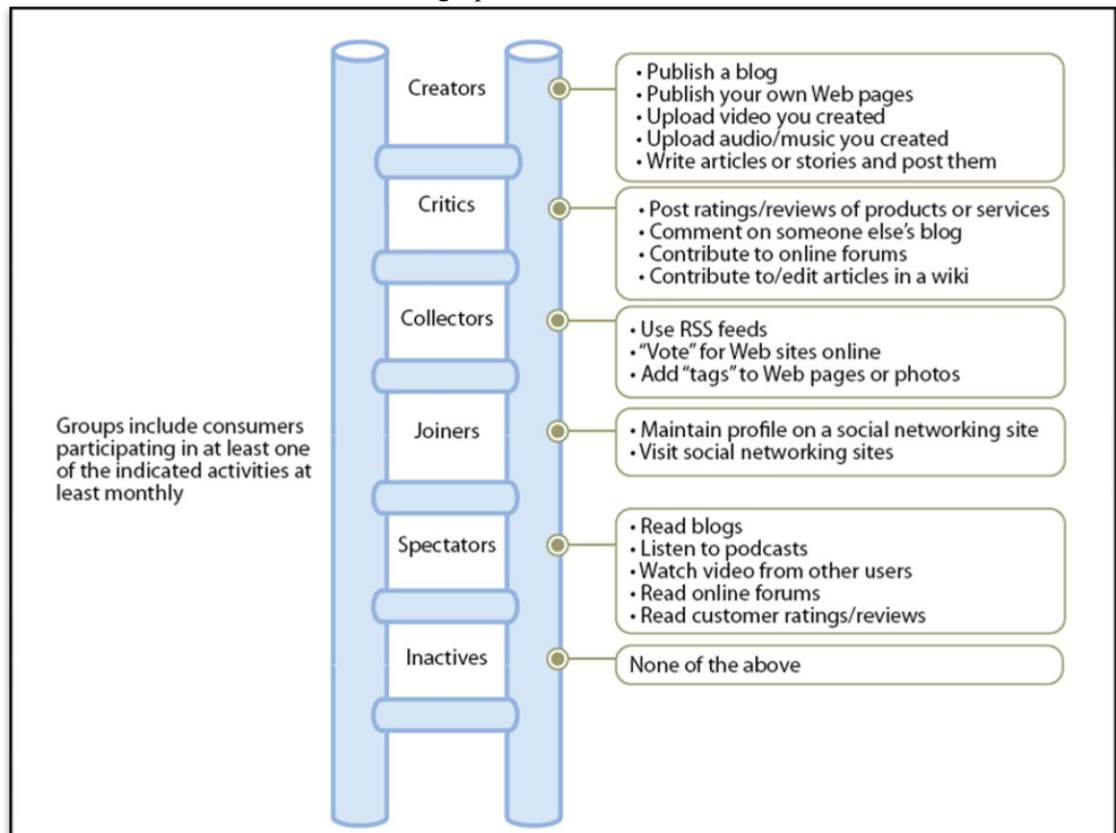 Creators
• Publish a blog
• Publish your own Web pages
• Upload video you created
• Upload audio/music you created
• Write articles or stories and post them
Critics
• Post ratings/reviews of products or services
• Comment on someone else's blog
• Contribute to online forums
• Contribute to/edit articles in a wiki
Collectors
• Use RSS feeds
• "Vote" for Web sites online
• Add "tags" to Web pages or photos
Groups include consumers
participating in at least one
of the indicated activities at
least monthly
Joiners
• Maintain profile on a social networking site
• Visit social networking sites
Spectators
• Read blogs
• Listen to podcasts
• Watch video from other users
• Read online forums
• Read customer ratings/reviews
Inactives
None of the above